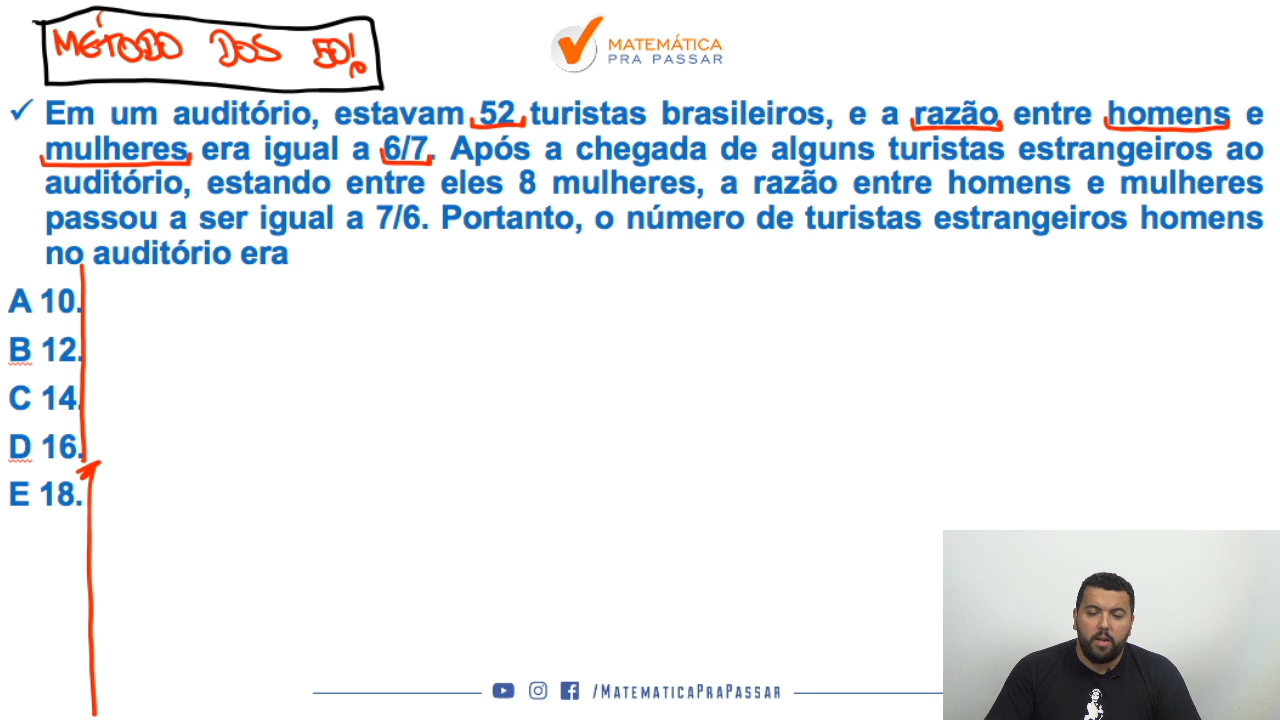 MÉTODO DOS 50!
MATEMÁTICA
PRA PASSAR
✓ Em um auditório, estavam 52 turistas brasileiros, e a razão entre homens e
mulheres era igual a 6/7. Após a chegada de alguns turistas estrangeiros ao
auditório, estando entre eles 8 mulheres, a razão entre homens e mulheres
passou a ser igual a 7/6. Portanto, o número de turistas estrangeiros homens
no auditório era
A 10.
B 12.
C 14.
D 16.
E 18.
/MATEMATICAPRAPASSAR